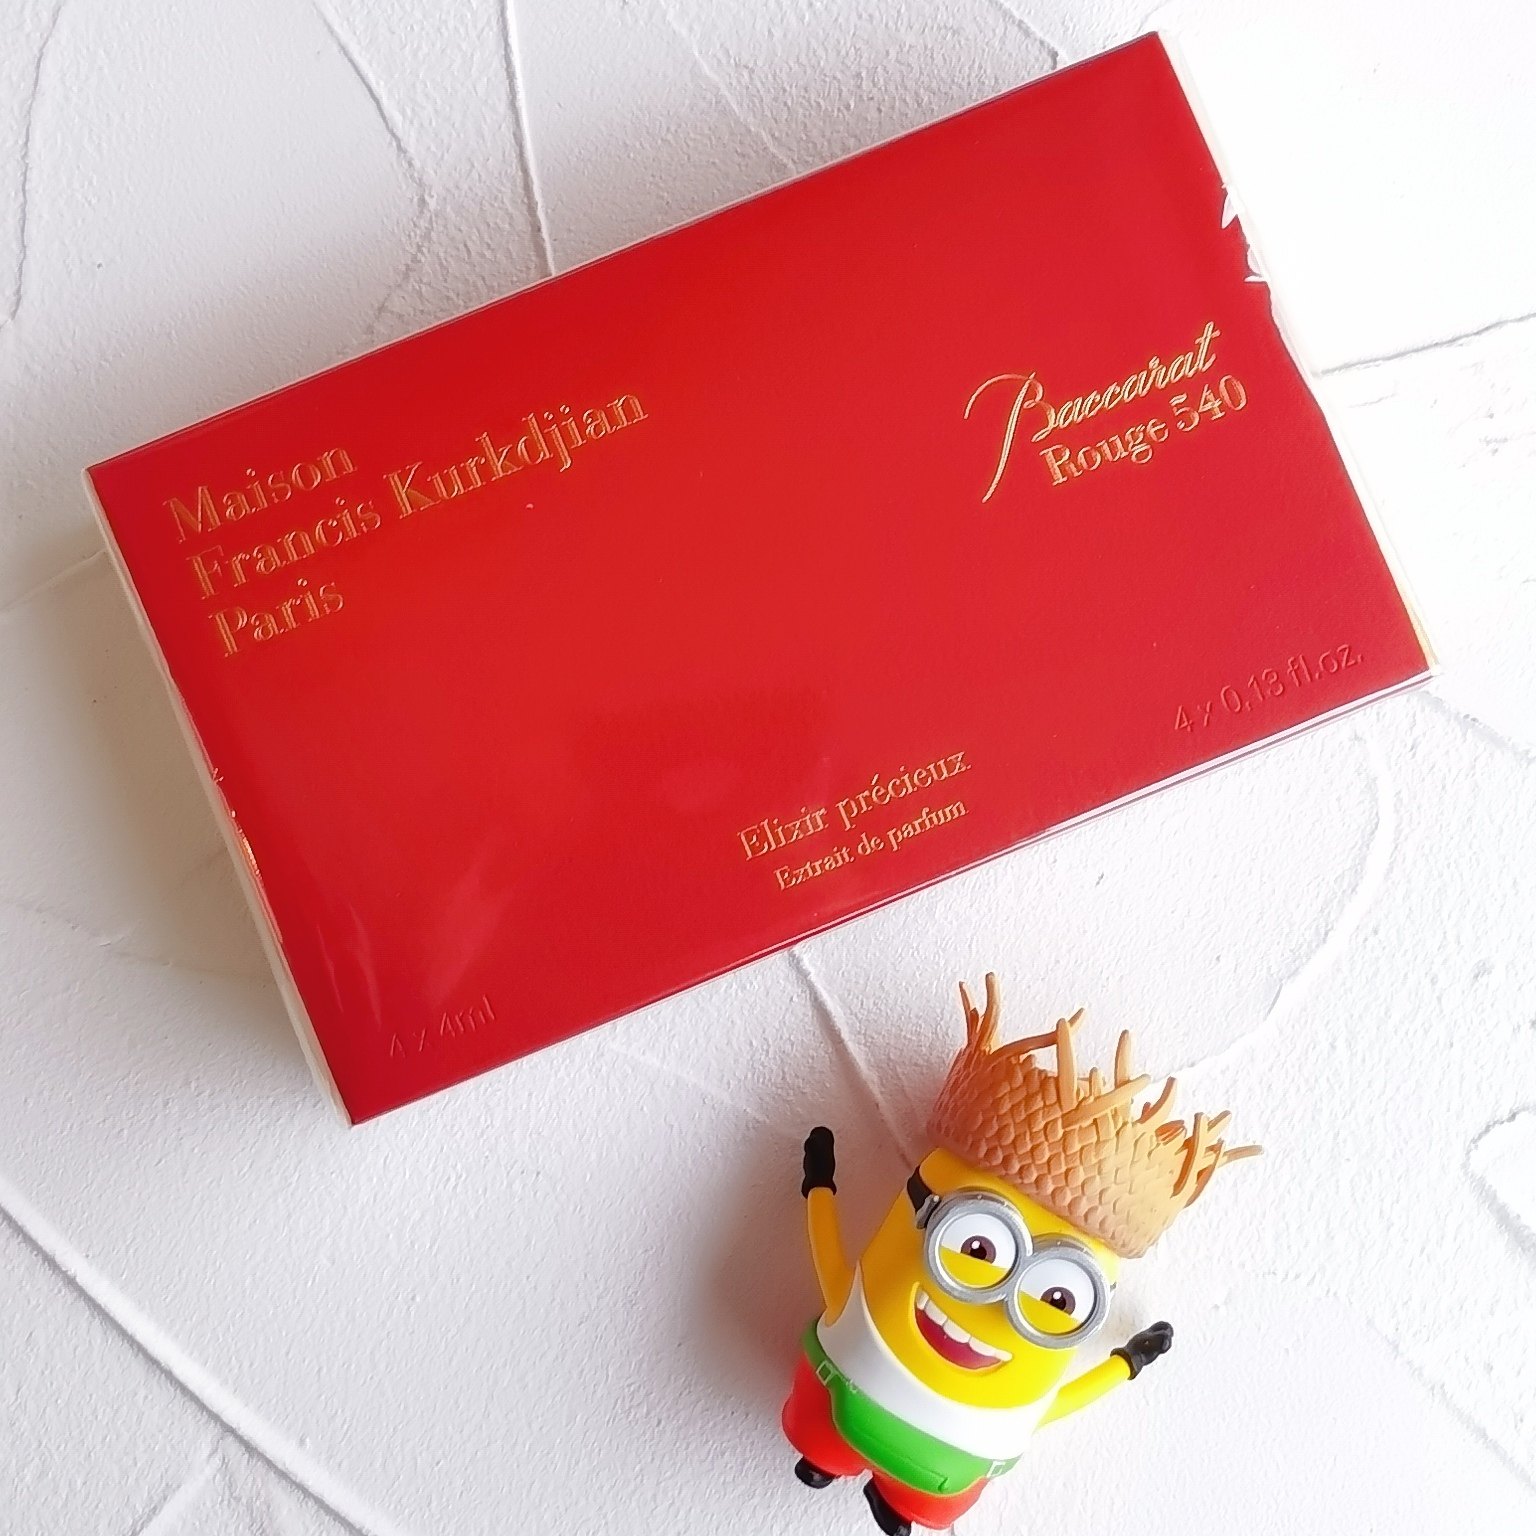 Maison
Francis Kurkdjian
Paris
Baccarat
Rouge 540
Elixir précieux
Extrait de parfum
4 x 4ml
4 x 0,13 fl.oz.